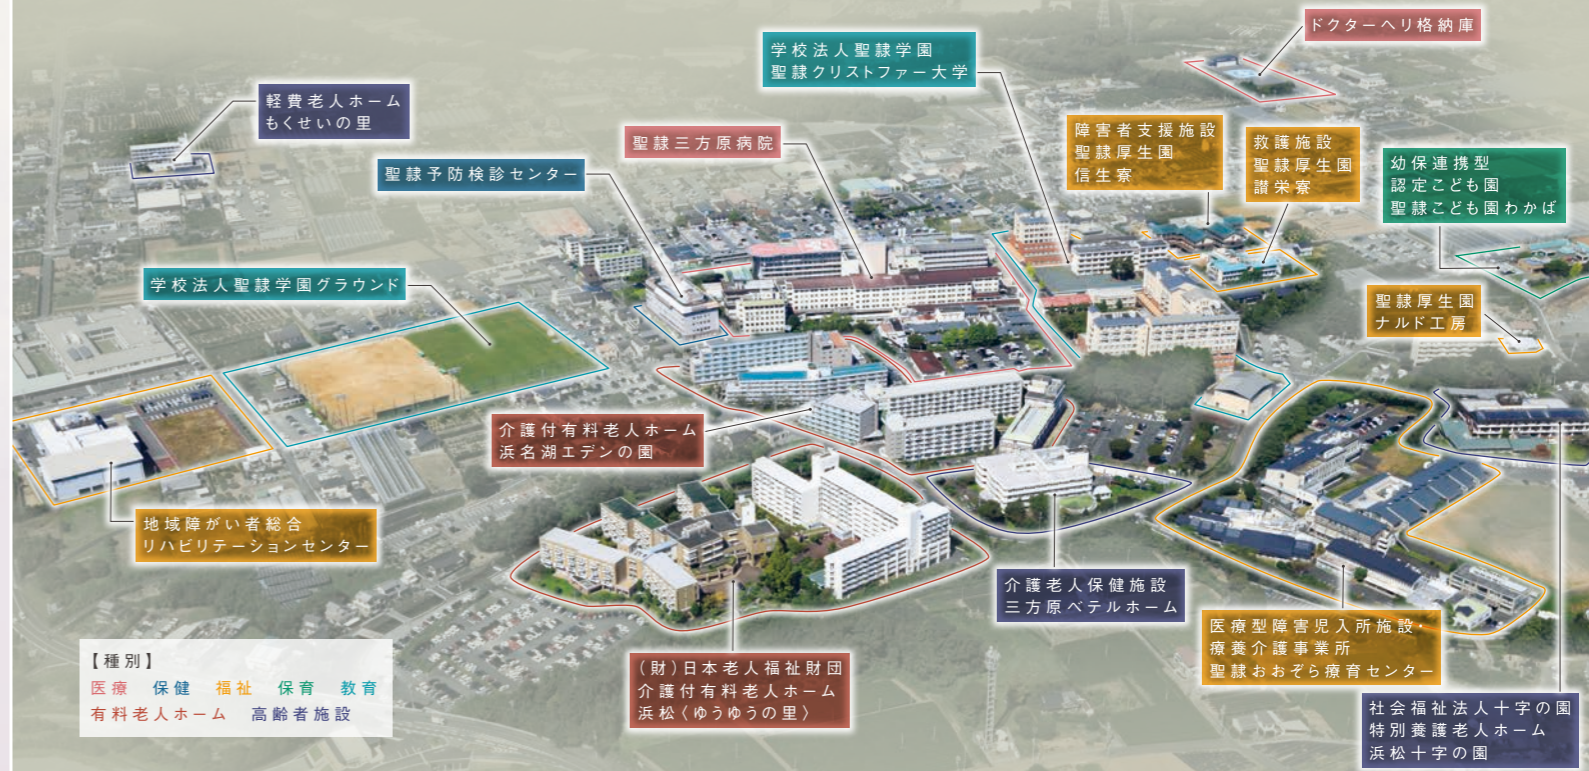 ドクターヘリ格納庫
学校法人聖隷学園
聖隷クリストファー大学
軽費老人ホーム
もくせいの里
聖隷三方原病院
障害者支援施設
聖隷厚生園
信生寮
救護施設
聖隷厚生園
讃栄寮
幼保連携型
認定こども園
聖隷こども園わかば
聖隷予防検診センター
学校法人聖隷学園グラウンド
聖隷厚生園
ナルド工房
介護付有料老人ホーム
浜名湖エデンの園
地域障がい者総合
リハビリテーションセンター
介護老人保健施設
三方原ベテルホーム
医療型障害児入所施設・
療養介護事業所
聖隷おおぞら療育センター
(財)日本老人福祉財団
介護付有料老人ホーム
浜松〈ゆうゆうの里〉
社会福祉法人十字の園
特別養護老人ホーム
浜松十字の園
【種別】
医療 保健 福祉 保育 教育
有料老人ホーム 高齢者施設